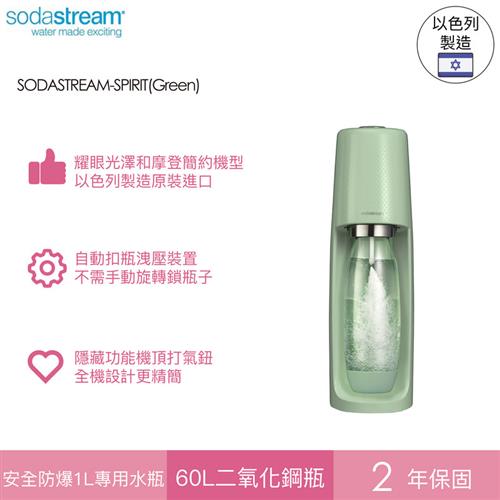 sodastream®
water made exciting
以色列
製造
SODASTREAM-SPIRIT(Green)
耀眼光澤和摩登簡約機型
以色列製造原裝進口
自動扣瓶洩壓裝置
不需手動旋轉鎖瓶子
隱藏功能機頂打氣鈕
全機設計更精簡
sodastream
安全防爆1L專用水瓶
60L二氧化鋼瓶
2 年保固